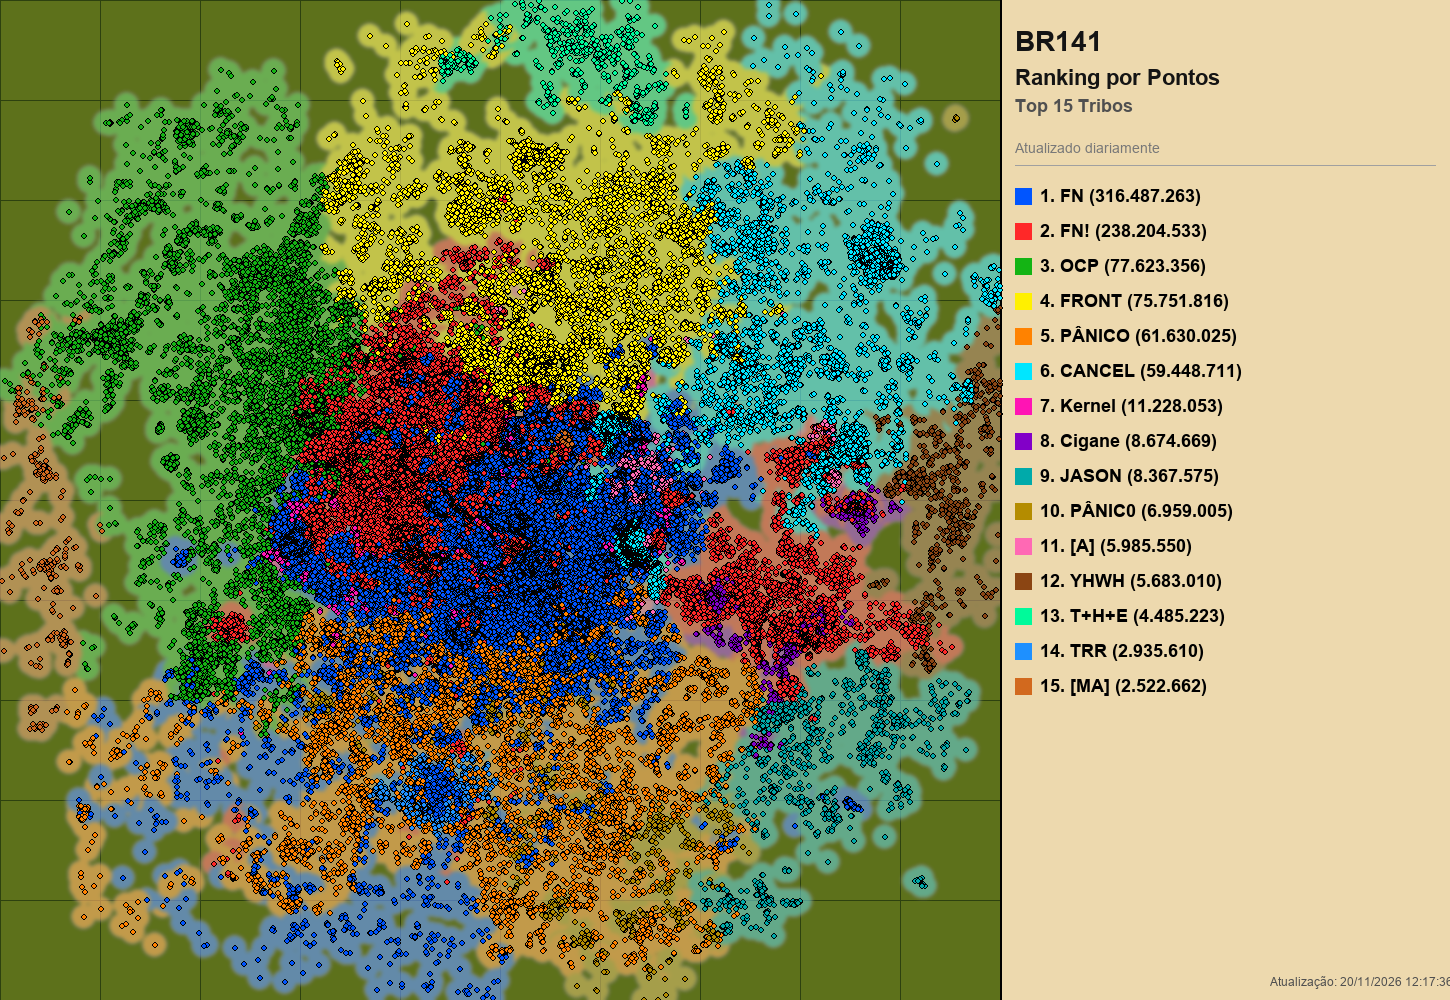 BR141
Ranking por Pontos
Top 15 Tribos
Atualizado diariamente
1. FN (316.487.263)
2. FN! (238.204.533)
3. OCP (77.623.356)
4. FRONT (75.751.816)
5. PÂNICO (61.630.025)
6. CANCEL (59.448.711)
7. Kernel (11.228.053)
8. Cigane (8.674.669)
9. JASON (8.367.575)
10. PÂNIC0 (6.959.005)
11. [A] (5.985.550)
12. YHWH (5.683.010)
13. T+H+E (4.485.223)
14. TRR (2.935.610)
15. [MA] (2.522.662)
Atualização: 20/11/2026 12:17:36